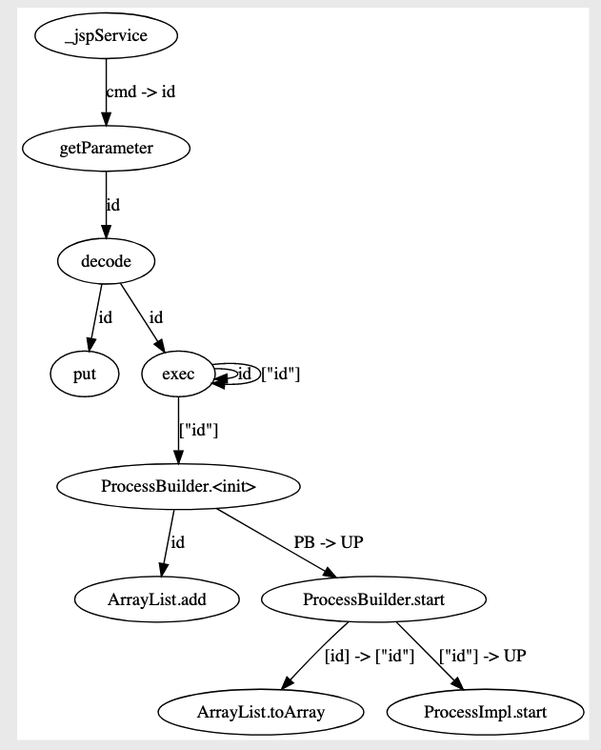 _jspService
cmd -> id
getParameter
id
decode
id
id
put
exec
id
["id"]
["id"]
ProcessBuilder.<init>
id
PB -> UP
ArrayList.add
ProcessBuilder.start
[id] -> ["id"]
["id"] -> UP
ArrayList.toArray
ProcessImpl.start